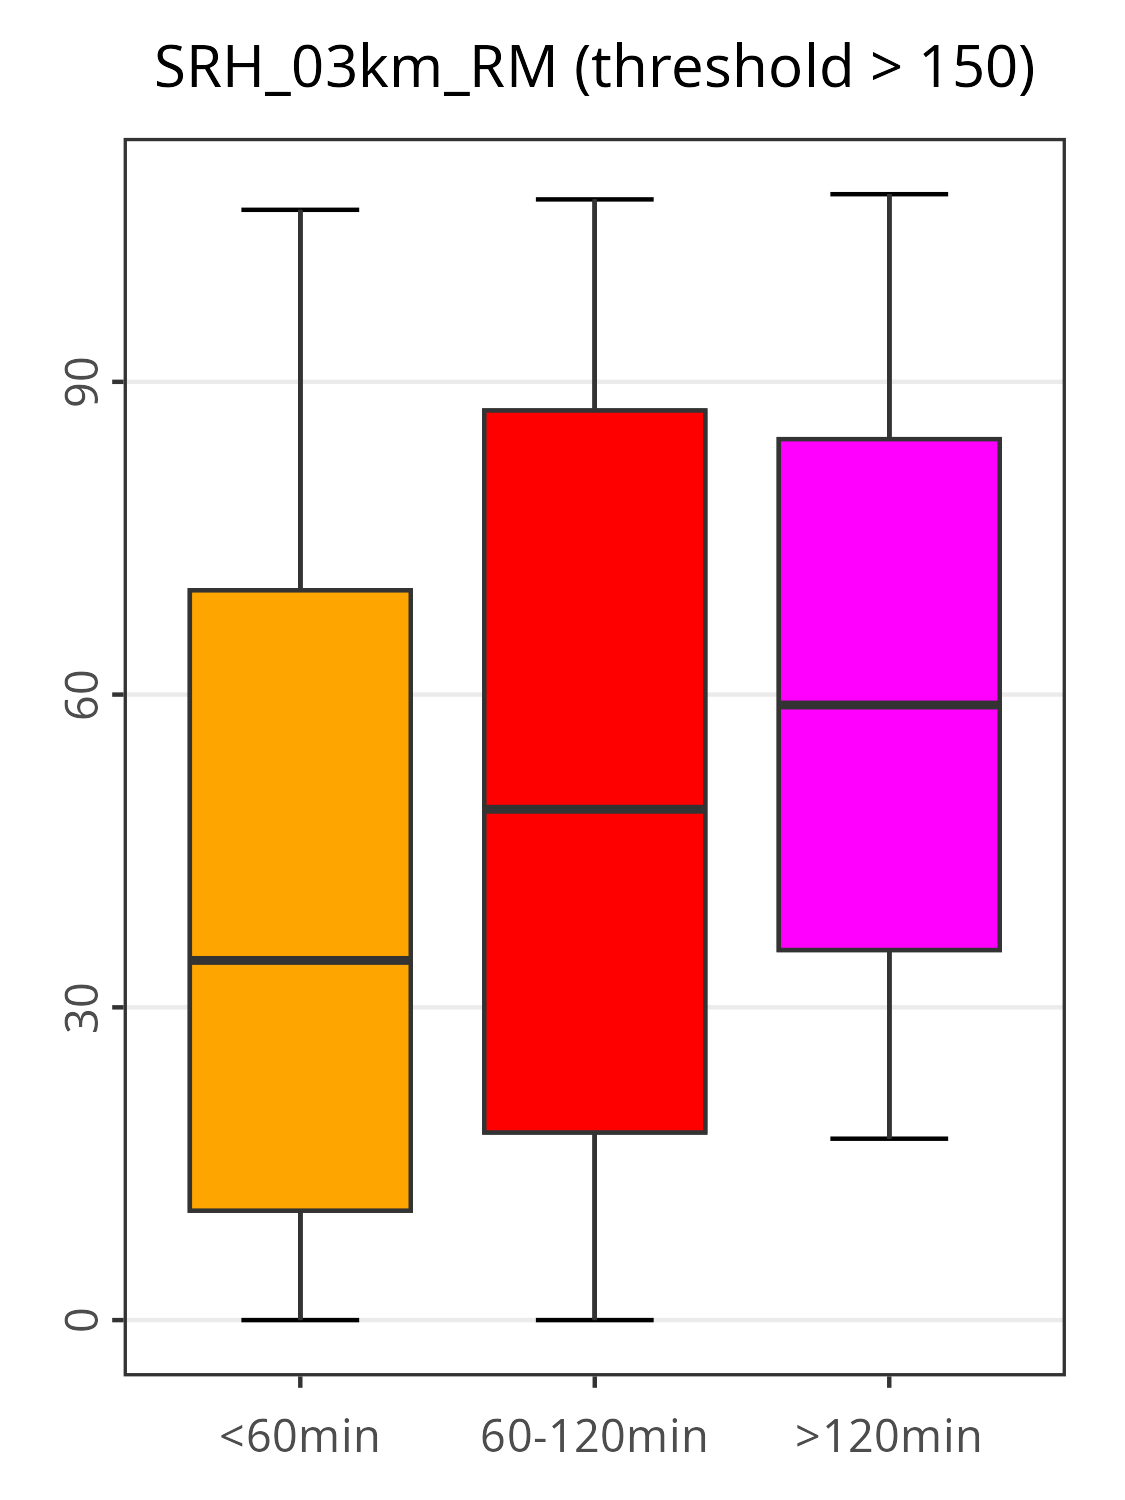 SRH_03km_RM (threshold > 150)
90
60
30
0
<60min
60-120min
>120min